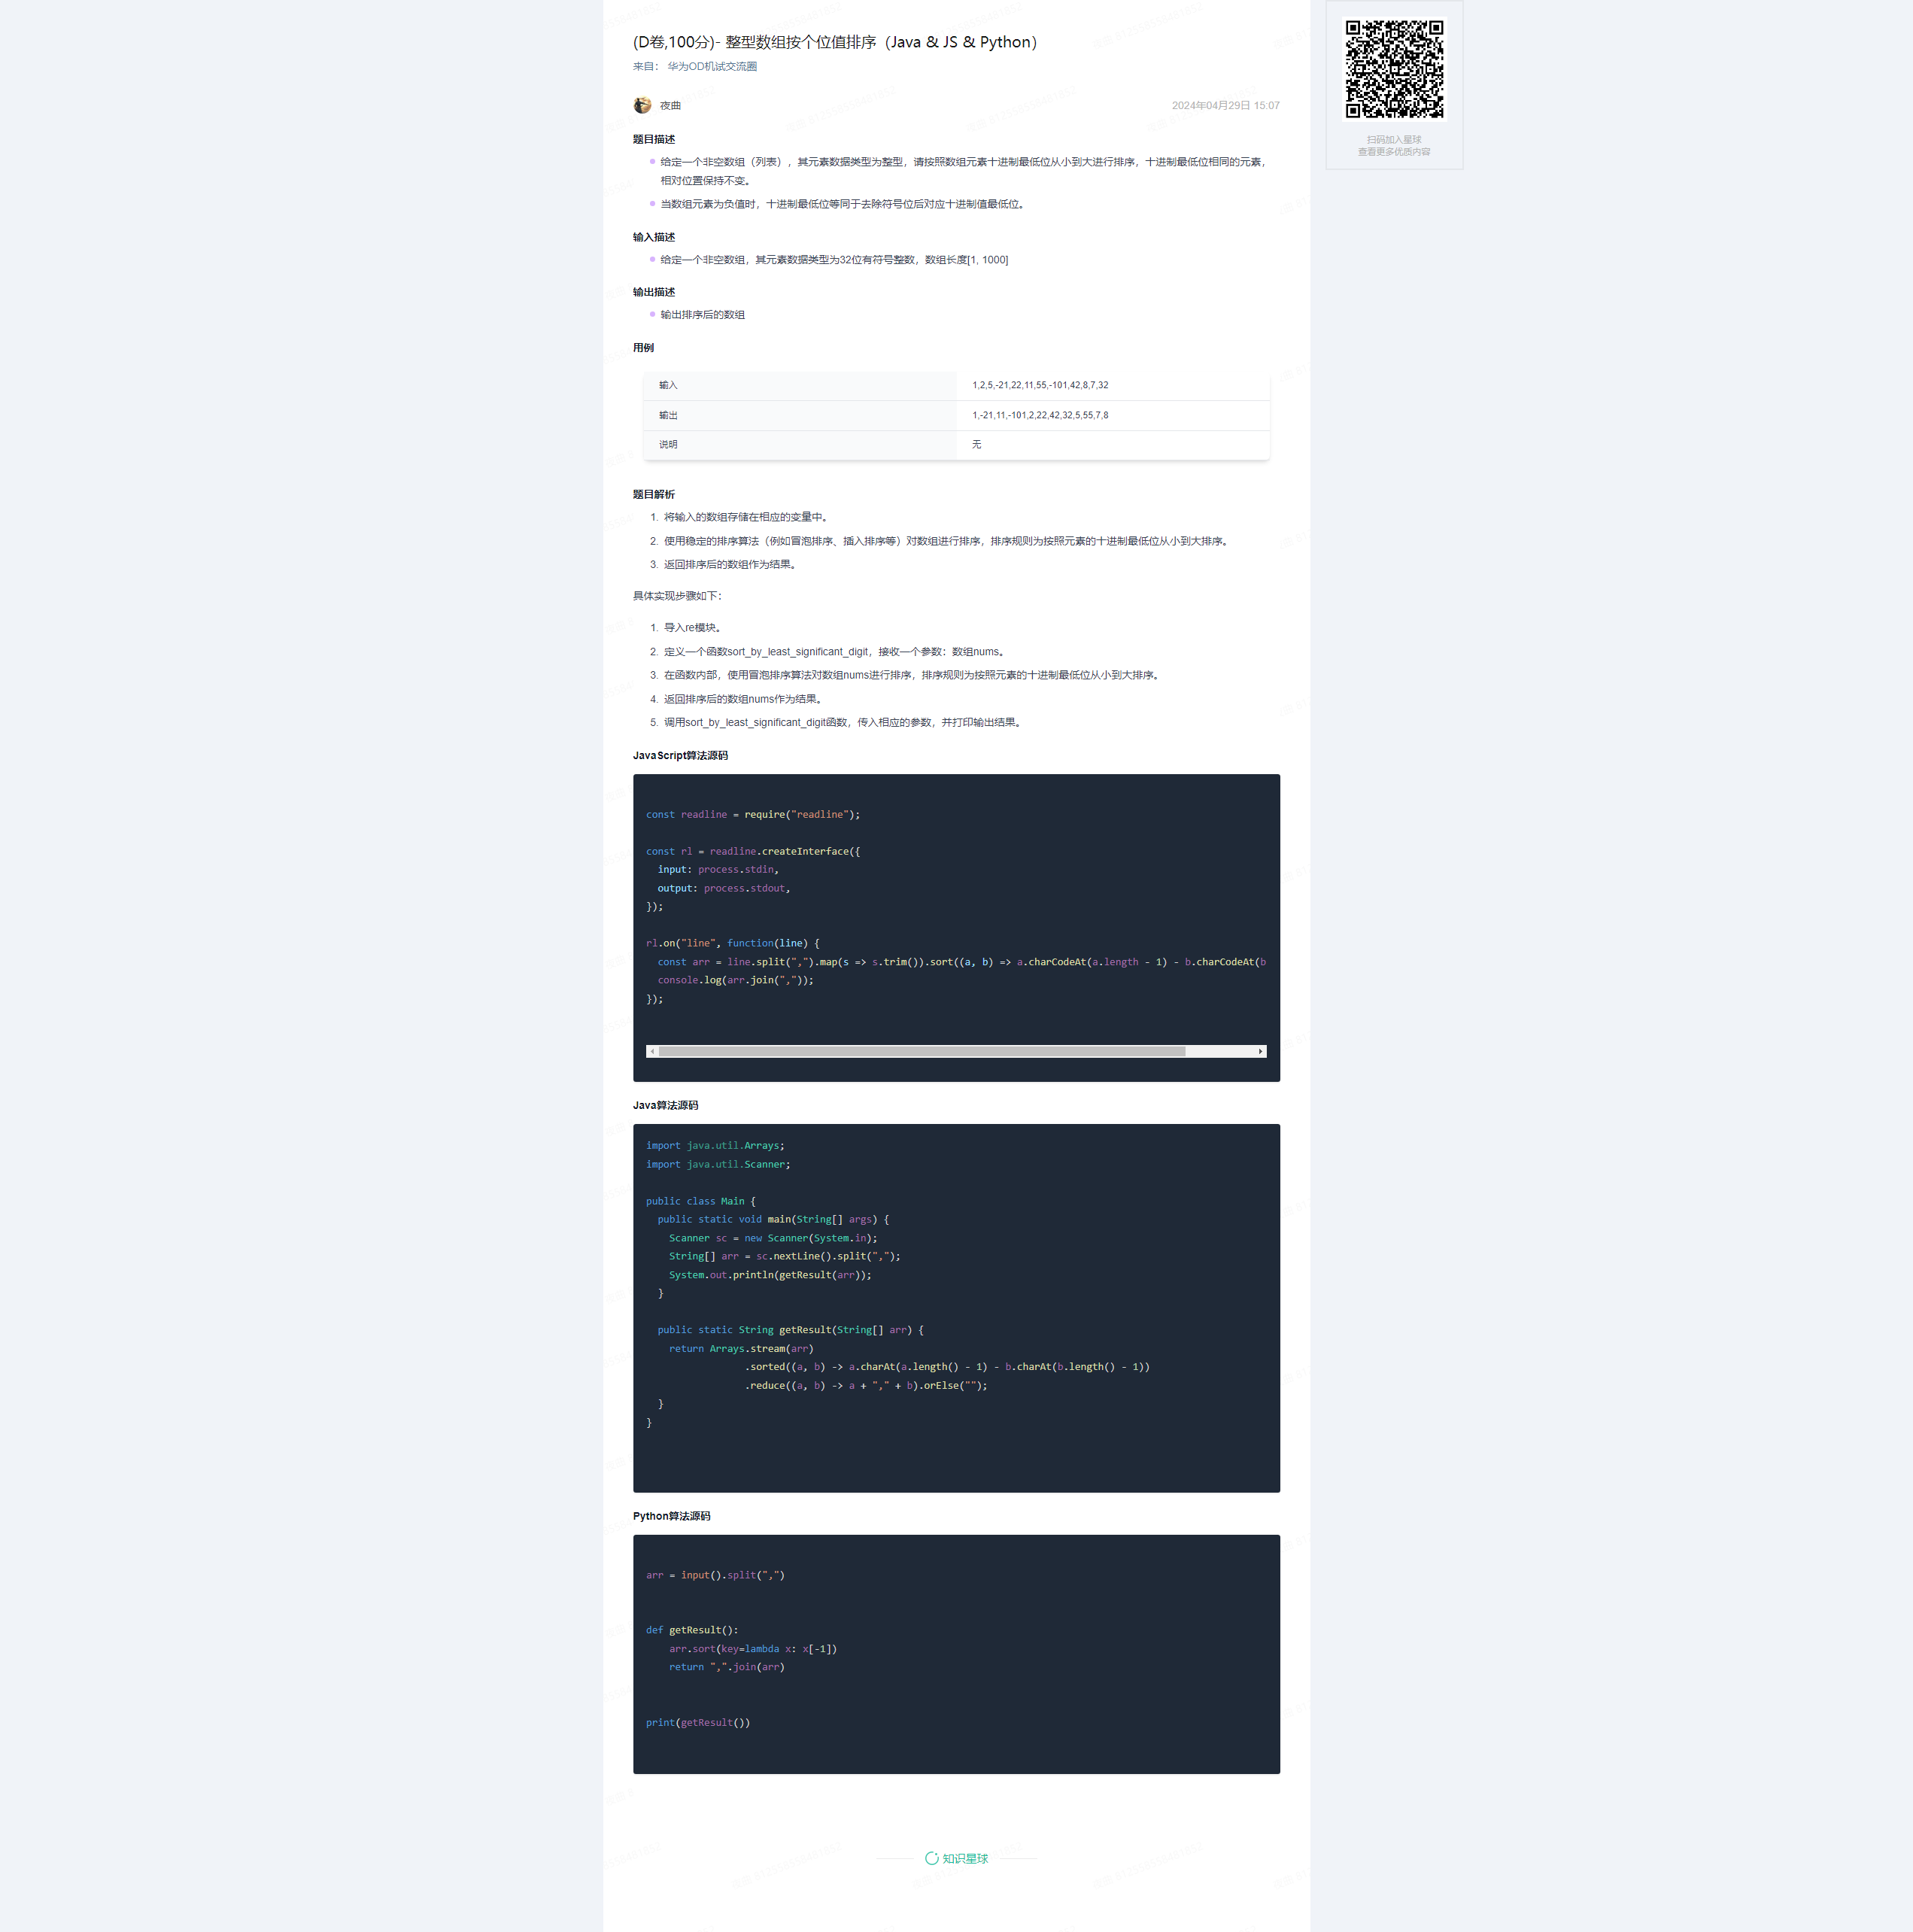 (D卷,100分)- 整型数组按个位值排序（Java & JS & Python）
来自： 华为OD机试交流圈
夜曲
2024年04月29日 15:07
扫码加入星球
查看更多优质内容
题目描述
给定一个非空数组（列表），其元素数据类型为整型，请按照数组元素十进制最低位从小到大进行排序，十进制最低位相同的元素，
相对位置保持不变。
当数组元素为负值时，十进制最低位等同于去除符号位后对应十进制值最低位。
输入描述
给定一个非空数组，其元素数据类型为32位有符号整数，数组长度[1, 1000]
输出描述
输出排序后的数组
用例
输入 1,2,5,-21,22,11,55,-101,42,8,7,32
输出 1,-21,11,-101,2,22,42,32,5,55,7,8
说明 无
题目解析
1. 将输入的数组存储在相应的变量中。
2. 使用稳定的排序算法（例如冒泡排序、插入排序等）对数组进行排序，排序规则为按照元素的十进制最低位从小到大排序。
3. 返回排序后的数组作为结果。
具体实现步骤如下：
1. 导入re模块。
2. 定义一个函数sort_by_least_significant_digit，接收一个参数：数组nums。
3. 在函数内部，使用冒泡排序算法对数组nums进行排序，排序规则为按照元素的十进制最低位从小到大排序。
4. 返回排序后的数组nums作为结果。
5. 调用sort_by_least_significant_digit函数，传入相应的参数，并打印输出结果。
JavaScript算法源码
const readline = require("readline");
const rl = readline.createInterface({
  input: process.stdin,
  output: process.stdout,
});
rl.on("line", function(line) {
  const arr = line.split(",").map(s => s.trim()).sort((a, b) => a.charCodeAt(a.length - 1) - b.charCodeAt(b
  console.log(arr.join(","));
});
Java算法源码
import java.util.Arrays;
import java.util.Scanner;
public class Main {
  public static void main(String[] args) {
    Scanner sc = new Scanner(System.in);
    String[] arr = sc.nextLine().split(",");
    System.out.println(getResult(arr));
  }
  public static String getResult(String[] arr) {
    return Arrays.stream(arr)
                 .sorted((a, b) -> a.charAt(a.length() - 1) - b.charAt(b.length() - 1))
                 .reduce((a, b) -> a + "," + b).orElse("");
  }
}
Python算法源码
arr = input().split(",")
def getResult():
    arr.sort(key=lambda x: x[-1])
    return ",".join(arr)
print(getResult())
知识星球